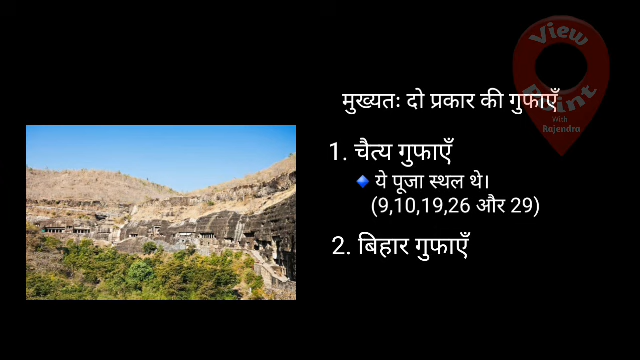 View
Point
With
Rajendra
मुख्यतः दो प्रकार की गुफाएँ
1. चैत्य गुफाएँ
ये पूजा स्थल थे।
(9,10,19,26 और 29)
2. बिहार गुफाएँ